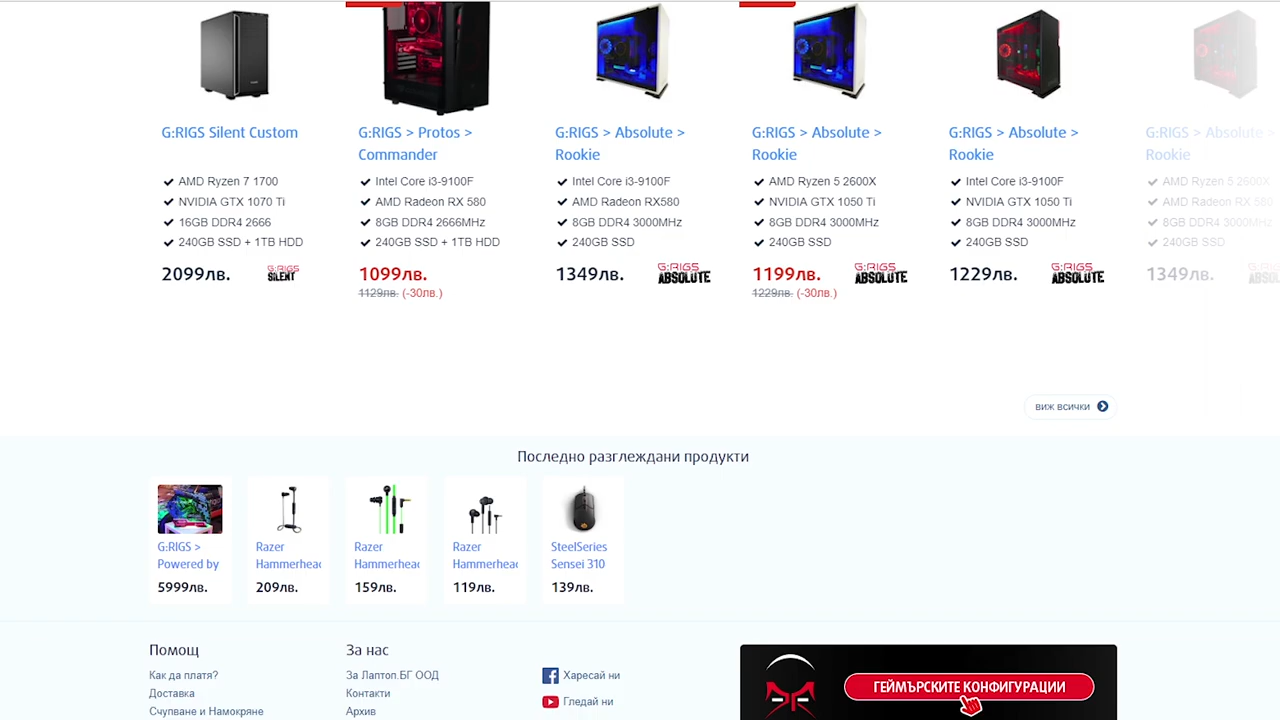 G:RIGS Silent Custom
AMD Ryzen 7 1700
NVIDIA GTX 1070 Ti
16GB DDR4 2666
240GB SSD + 1TB HDD
2099лв.
G:RIGS SILENT
G:RIGS > Protos >
Commander
Intel Core i3-9100F
AMD Radeon RX 580
8GB DDR4 2666MHz
240GB SSD + 1TB HDD
1099лв.
1129лв. (-30лв.)
G:RIGS > Absolute >
Rookie
Intel Core i3-9100F
AMD Radeon RX580
8GB DDR4 3000MHz
240GB SSD
1349лв.
G:RIGS ABSOLUTE
G:RIGS > Absolute >
Rookie
AMD Ryzen 5 2600X
NVIDIA GTX 1050 Ti
8GB DDR4 3000MHz
240GB SSD
1199лв.
1229лв. (-30лв.)
G:RIGS ABSOLUTE
G:RIGS > Absolute >
Rookie
Intel Core i3-9100F
NVIDIA GTX 1050 Ti
8GB DDR4 3000MHz
240GB SSD
1229лв.
G:RIGS ABSOLUTE
G:RIGS > Absolute >
Rookie
AMD Ryzen 5 2600X
AMD Radeon RX 580
8GB DDR4 3000MHz
240GB SSD
1349лв.
виж всички
Последно разглеждани продукти
G:RIGS >
Powered by
5999лв.
Razer
Hammerhead
209лв.
Razer
Hammerhead
159лв.
Razer
Hammerhead
119лв.
SteelSeries
Sensei 310
139лв.
Помощ
Как да платя?
Доставка
Счупване и Намокряне
За нас
За Лаптоп.БГ ООД
Контакти
Архив
Харесай ни
Гледай ни
ГЕЙМЪРСКИТЕ КОНФИГУРАЦИИ